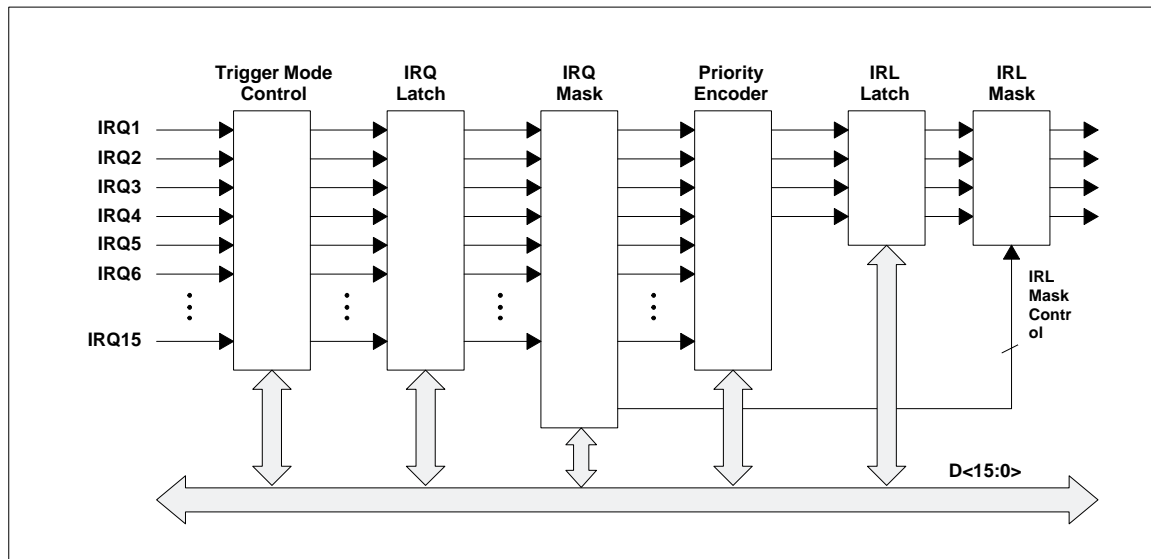 Trigger Mode
Control
IRQ
Latch
IRQ
Mask
Priority
Encoder
IRL
Latch
IRL
Mask
IRQ1
IRQ2
IRQ3
IRQ4
IRQ5
IRQ6
IRQ15
IRL
Mask
Contr
ol
D<15:0>